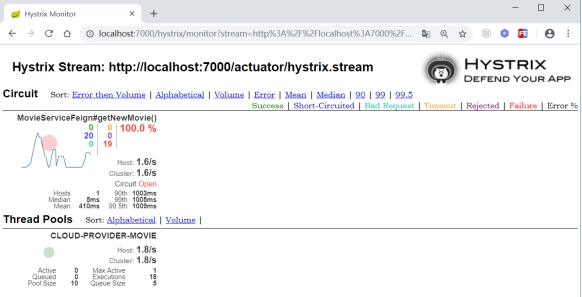 Hystrix Monitor
localhost:7000/hystrix/monitor?stream=http%3A%2F%2Flocalhost%3A7000%2F...
Hystrix Stream: http://localhost:7000/actuator/hystrix.stream
HYSTRIX
DEFEND YOUR APP
Circuit Sort: Error then Volume | Alphabetical | Volume | Error | Mean | Median | 90 | 99 | 99.5
Success | Short-Circuited | Bad Request | Timeout | Rejected | Failure | Error %
MovieServiceFeign#getNewMovie()
0 0 100.0 %
20 0
0 19
Host: 1.6/s
Cluster: 1.6/s
Circuit Open
Hosts 1 90th 1003ms
Median 5ms 99th 1005ms
Mean 410ms 99.5th 1009ms
Thread Pools Sort: Alphabetical | Volume |
CLOUD-PROVIDER-MOVIE
Host: 1.8/s
Cluster: 1.8/s
Active 0 Max Active 1
Queued 0 Executions 18
Pool Size 10 Queue Size 5